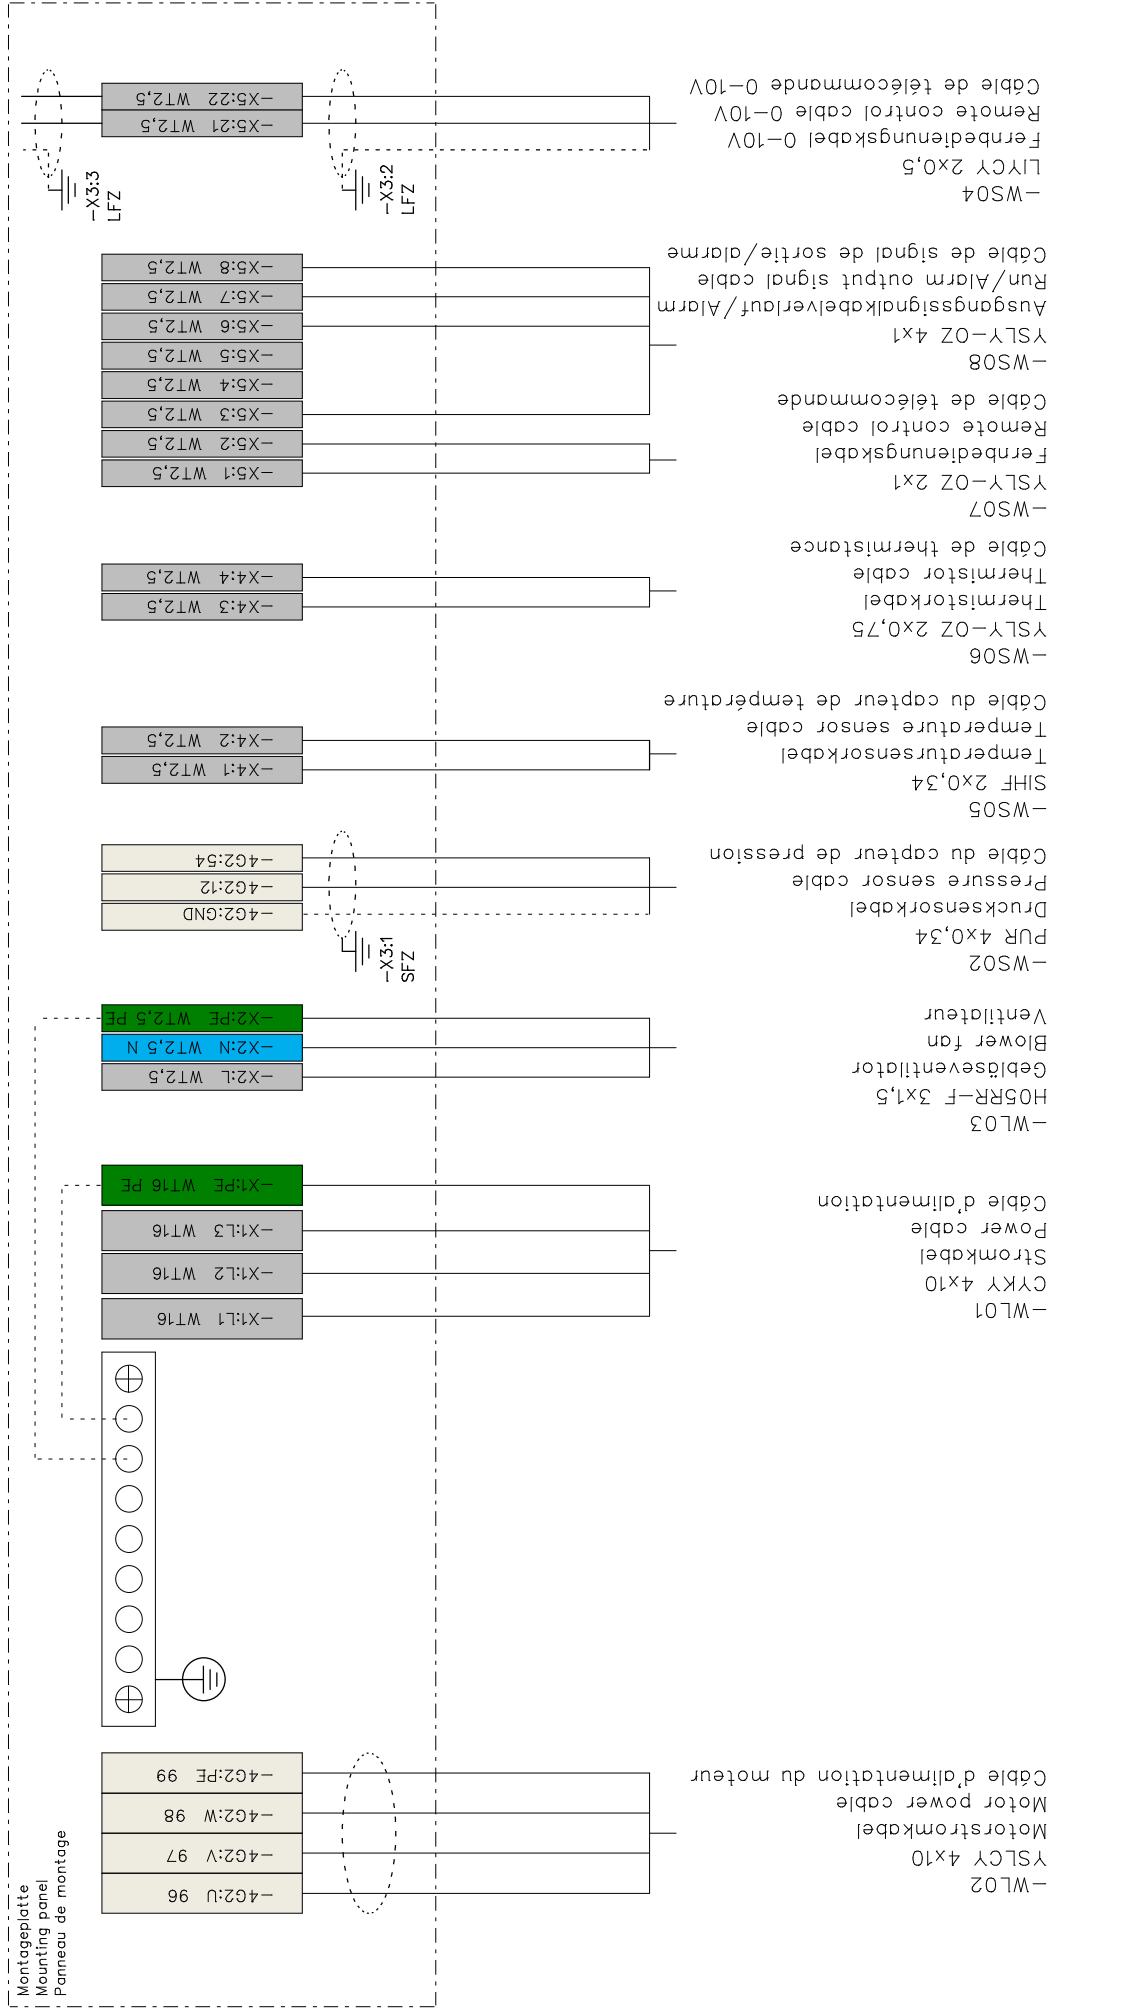 -WL02
YSLCY 4x10
Motorstromkabel
Motor power cable
Cáble d'alimentation du moteur
-4G2:U 96
-4G2:V 97
-4G2:W 98
-4G2:PE 99
Montageplatte
Mounting panel
Panneau de montage
-WL01
CYKY 4x10
Stromkabel
Power cable
Cáble d'alimentation
-X1:L1 WT16
-X1:L2 WT16
-X1:L3 WT16
-X1:PE WT16 PE
-WL03
H05RR-F 3x1,5
Gebläseventilator
Blower fan
Ventilateur
-X2:L WT2,5
-X2:N WT2,5 N
-X2:PE WT2,5 PE
-WS02
PUR 4x0,34
Drucksensorkabel
Pressure sensor cable
Cáble du capteur de pression
-X3:1
SFZ
-4G2:GND
-4G2:12
-4G2:54
-WS05
SIHF 2x0,34
Temperatursensorkabel
Temperature sensor cable
Cáble du capteur de température
-X4:1 WT2,5
-X4:2 WT2,5
-WS06
YSLY-OZ 2x0,75
Thermistorkabel
Thermistor cable
Cáble de thermistance
-X4:3 WT2,5
-X4:4 WT2,5
-WS07
YSLY-OZ 2x1
Fernbedienungskabel
Remote control cable
Cáble de télécommande
-X5:1 WT2,5
-X5:2 WT2,5
-WS08
YSLY-OZ 4x1
Ausgangssignalkabelverlauf/Alarm
Run/Alarm output signal cable
Cáble de signal de sortie/alarme
-X5:3 WT2,5
-X5:4 WT2,5
-X5:5 WT2,5
-X5:6 WT2,5
-X5:7 WT2,5
-X5:8 WT2,5
-WS04
LIYCY 2x0,5
Fernbedienungskabel 0-10V
Remote control cable 0-10V
Cáble de télécommande 0-10V
-X3:2
LFZ
-X3:3
LFZ
-X5:21 WT2,5
-X5:22 WT2,5